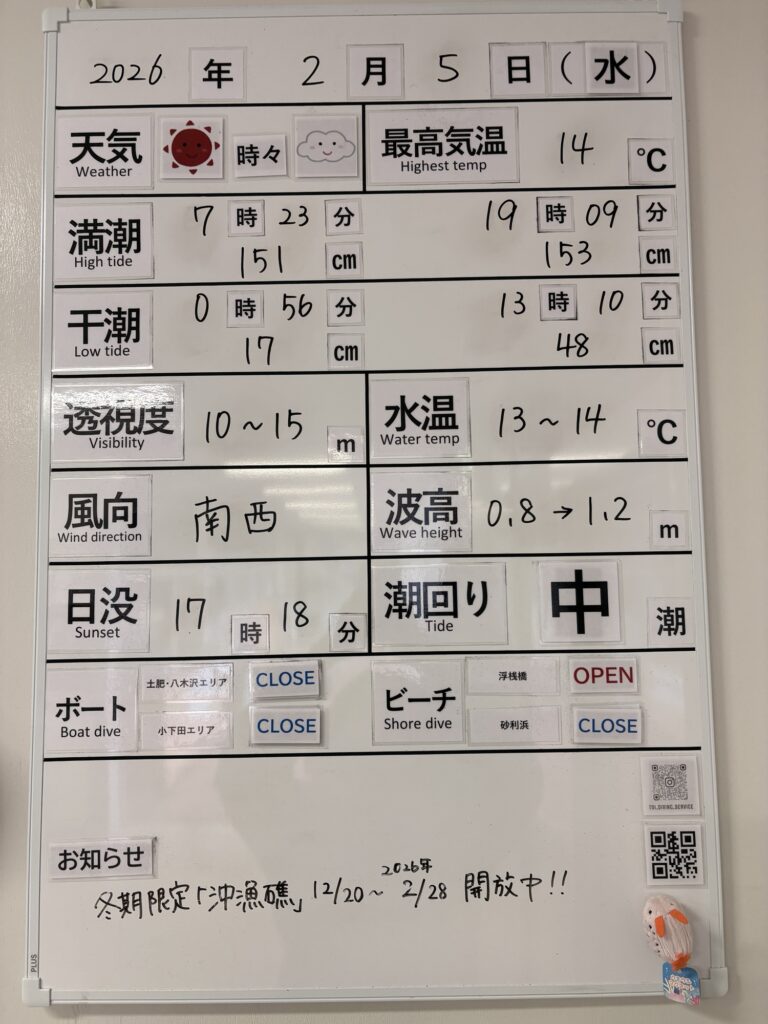 2026 年 2 月 5 日 (水)
天気 時々 最高気温 14 ℃
Weather Highest temp
満潮 7 時 23 分 19 時 09 分
High tide 151 cm 153 cm
干潮 0 時 56 分 13 時 10 分
Low tide 17 cm 48 cm
透視度 10～15 m 水温 13～14 ℃
Visibility Water temp
風向 南西 波高 0.8→1.2 m
Wind direction Wave height
日没 17 時 18 分 潮回り 中 潮
Sunset Tide
ボート 土肥・八木沢エリア CLOSE ビーチ 浮桟橋 OPEN
Boat dive 小下田エリア CLOSE Shore dive 砂利浜 CLOSE
TOI.DIVING.SERVICE
お知らせ
2026年
冬期限定「沖漁礁」12/20～2/28 開放中!!
PLUS